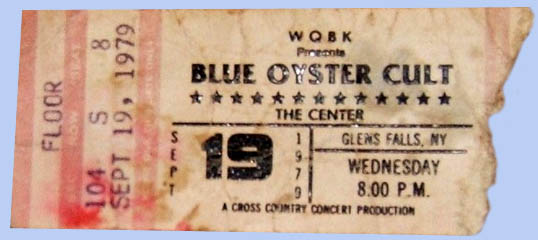 FLOOR
104 S 8
SEPT 19, 1979
WQBK
Presents
BLUE OYSTER CULT
★★★★★★★★★★★★★
THE CENTER
SEPT 19 1979
GLENS FALLS, NY
WEDNESDAY
8:00 P.M.
A CROSS COUNTRY CONCERT PRODUCTION